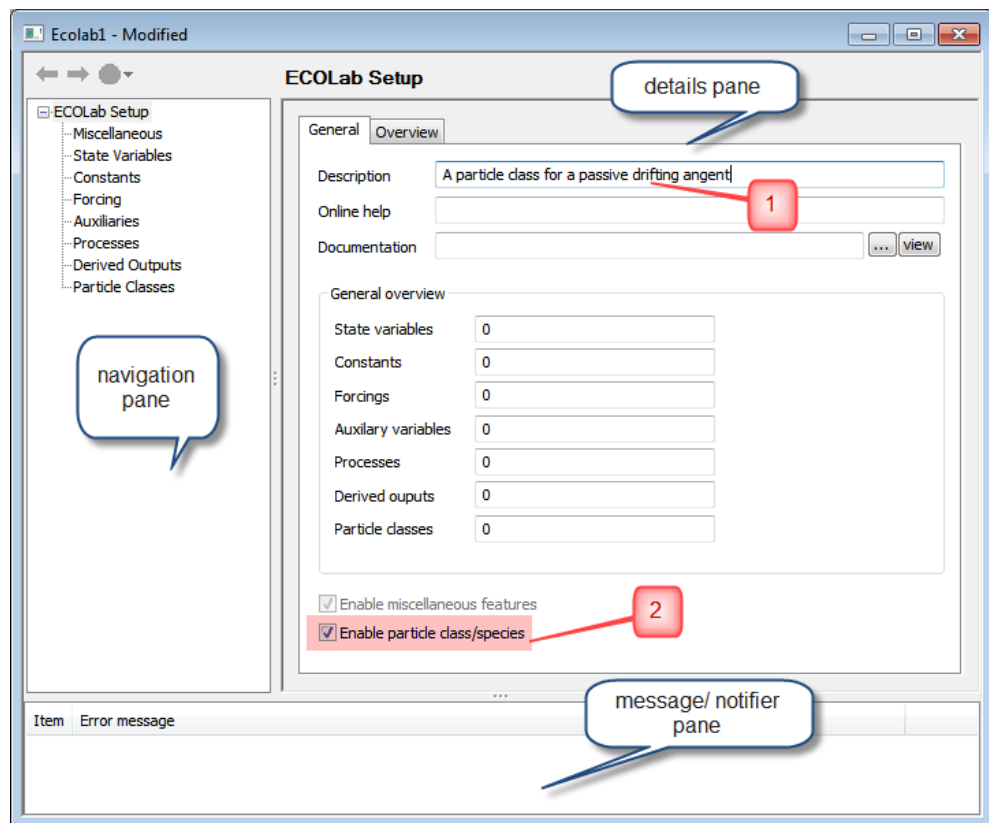 Ecolab1 - Modified
ECOLab Setup
details pane
ECOLab Setup
Miscellaneous
State Variables
Constants
Forcing
Auxiliaries
Processes
Derived Outputs
Particle Classes
navigation
pane
General
Overview
Description
A particle class for a passive drifting angent
1
Online help
Documentation
...
view
General overview
State variables
0
Constants
0
Forcings
0
Auxilary variables
0
Processes
0
Derived ouputs
0
Particle classes
0
Enable miscellaneous features
Enable particle class/species
2
message/ notifier
pane
Item
Error message